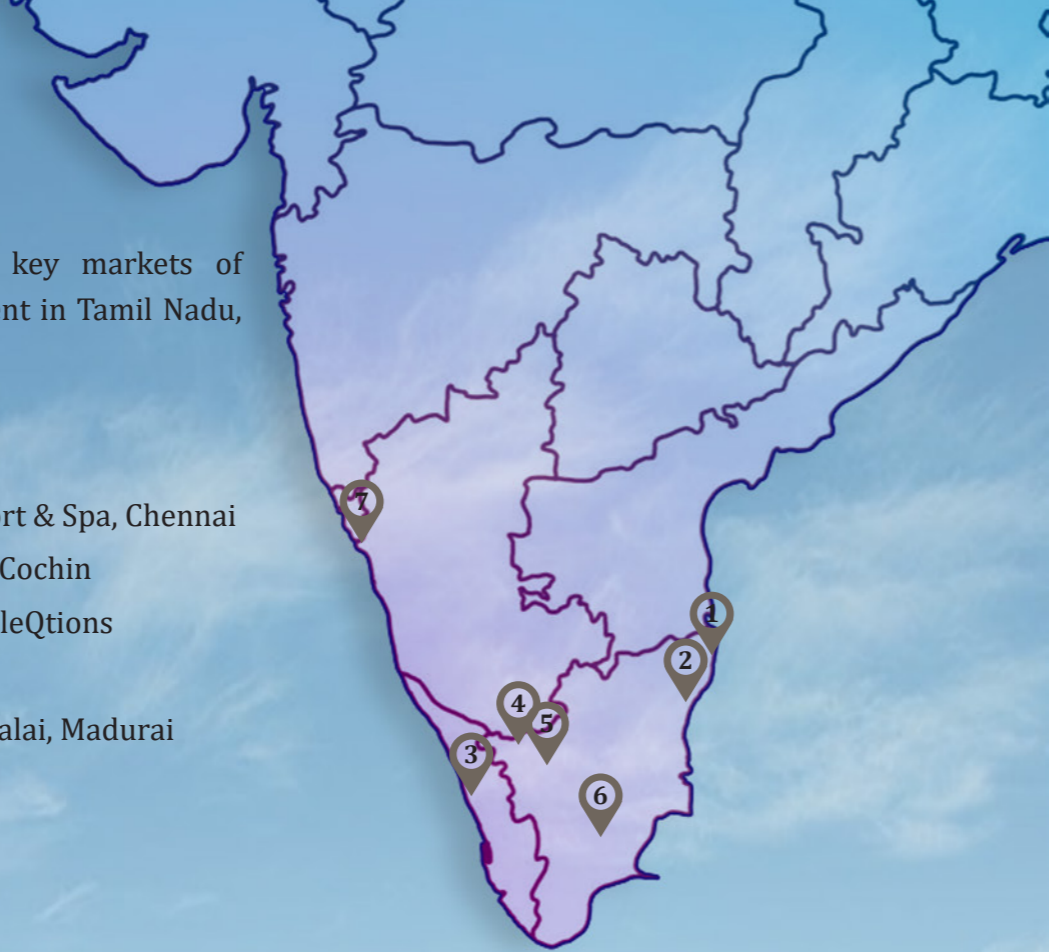 key markets of
nt in Tamil Nadu,
rt & Spa, Chennai
Cochin
leQtions
alai, Madurai
7
1
2
4
5
3
6